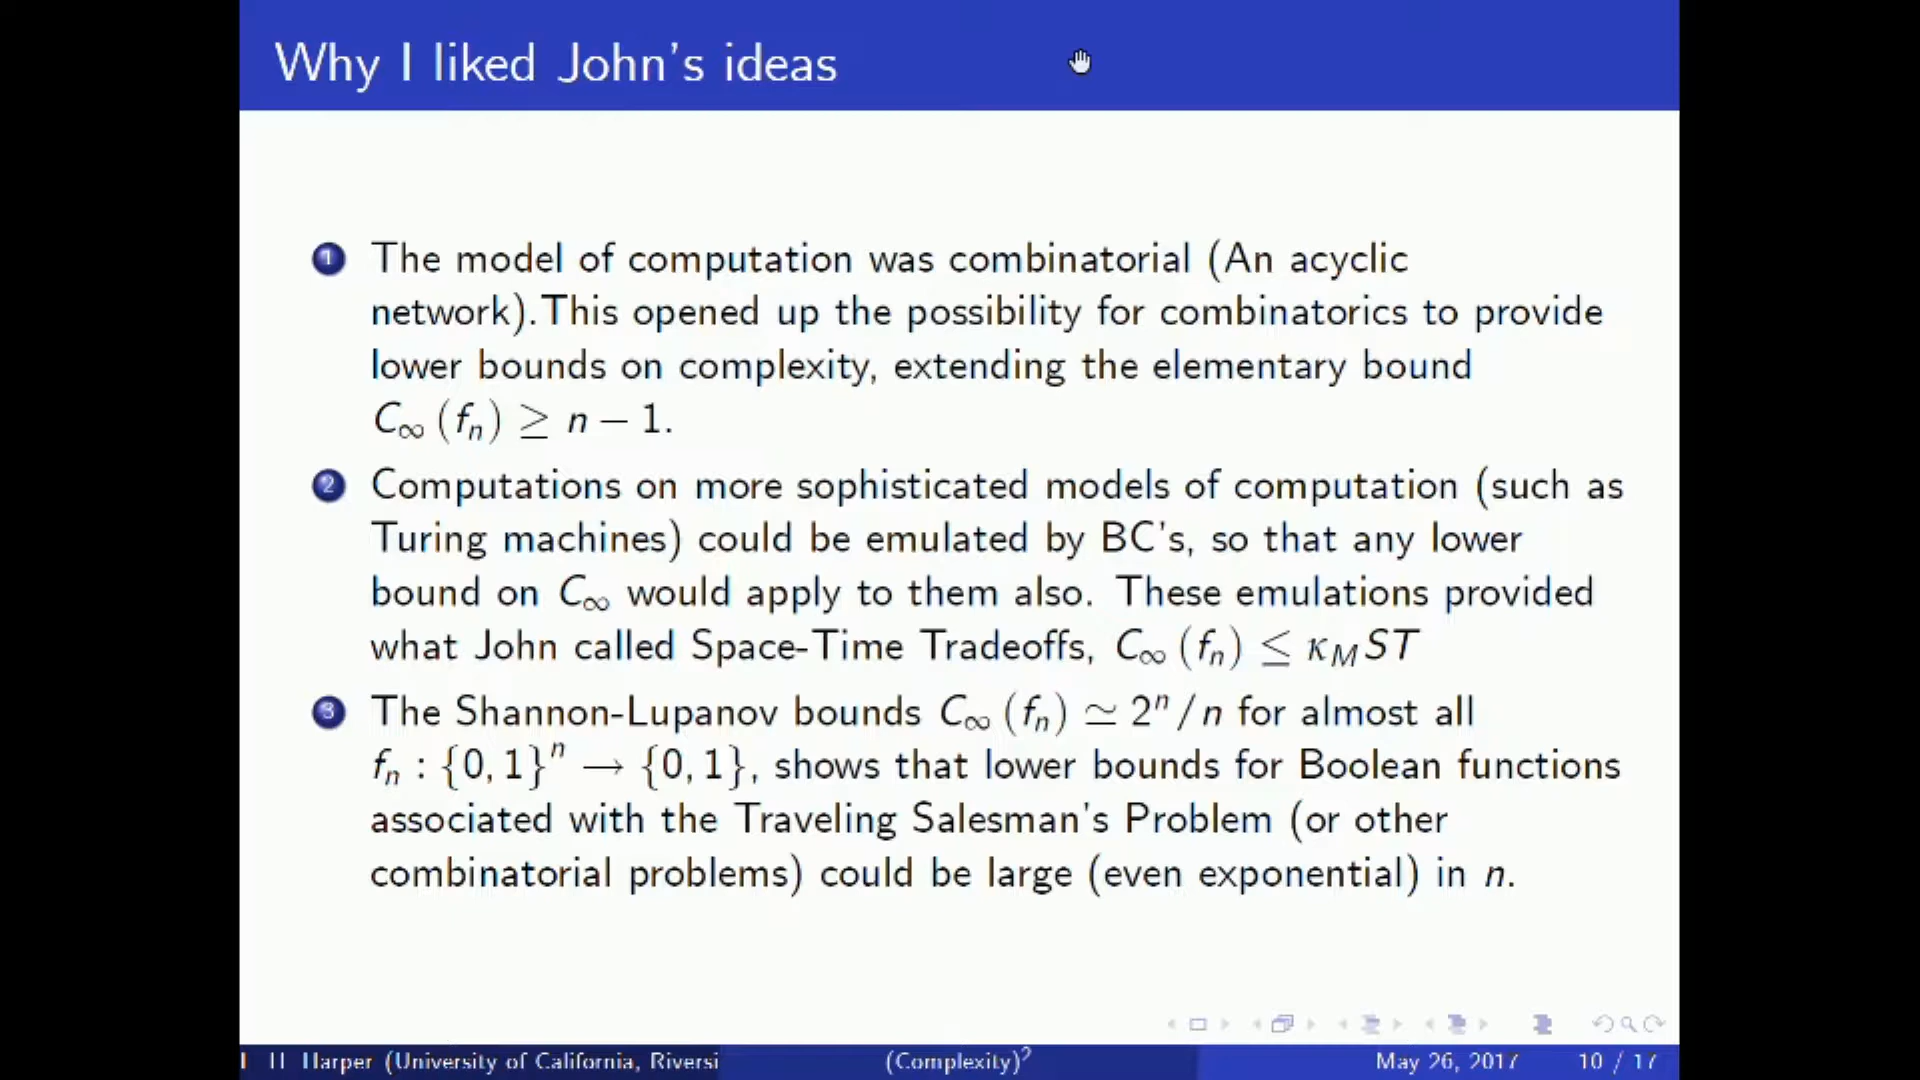 Why I liked John's ideas
1 The model of computation was combinatorial (An acyclic
network).This opened up the possibility for combinatorics to provide
lower bounds on complexity, extending the elementary bound
C∞ (fn) ≥ n − 1.
2 Computations on more sophisticated models of computation (such as
Turing machines) could be emulated by BC's, so that any lower
bound on C∞ would apply to them also. These emulations provided
what John called Space-Time Tradeoffs, C∞ (fn) ≤ κM ST
3 The Shannon-Lupanov bounds C∞ (fn) ≃ 2ⁿ/n for almost all
fn : {0, 1}ⁿ → {0, 1}, shows that lower bounds for Boolean functions
associated with the Traveling Salesman's Problem (or other
combinatorial problems) could be large (even exponential) in n.
Harper (University of California, Riversi (Complexity)² May 26, 2017 10 / 17